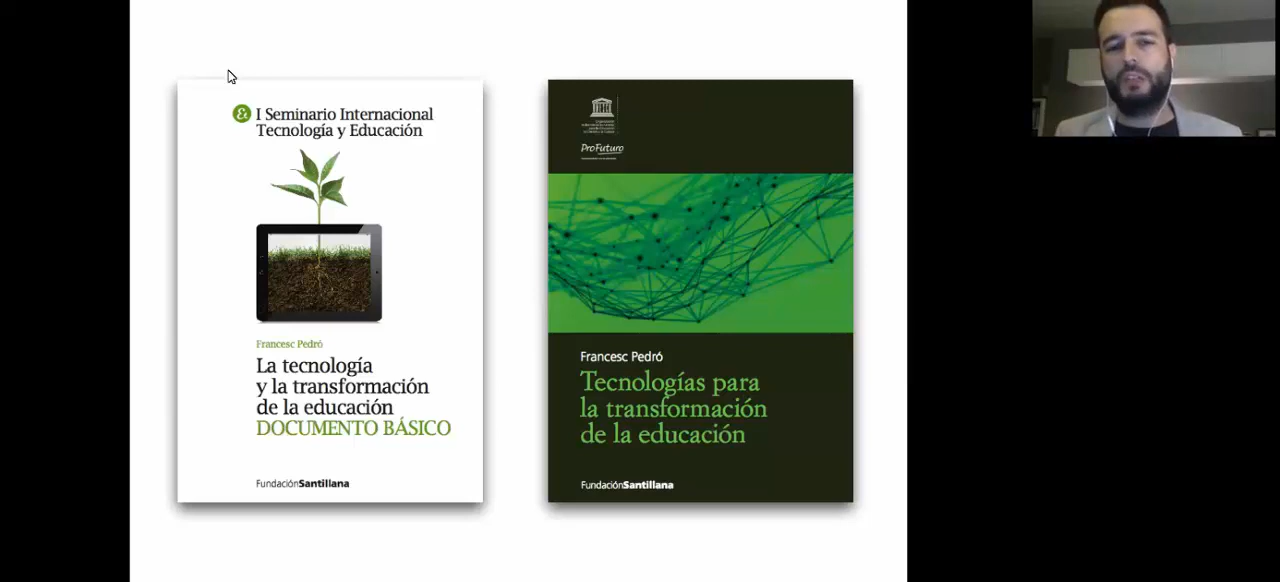 I Seminario Internacional
Tecnología y Educación
Francesc Pedró
La tecnología
y la transformación
de la educación
DOCUMENTO BÁSICO
FundaciónSantillana
ProFuturo
Francesc Pedró
Tecnologías para
la transformación
de la educación
FundaciónSantillana